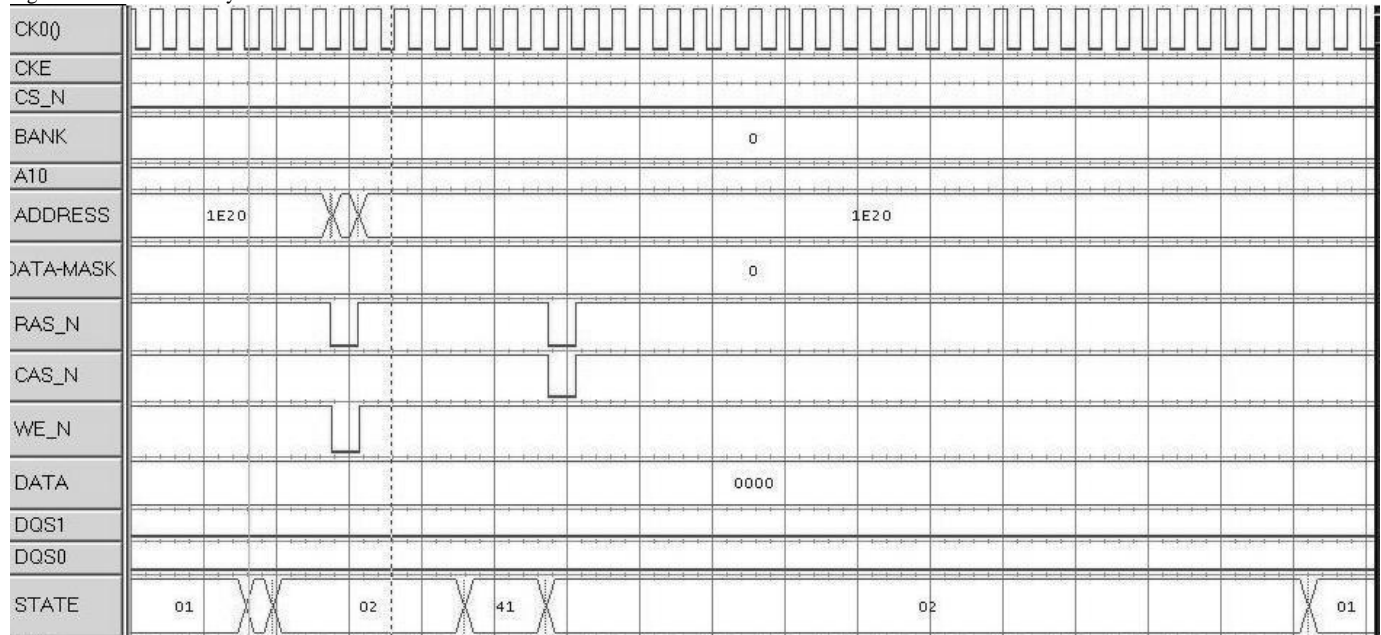 CK0()
CKE
CS_N
BANK 0
A10
ADDRESS 1E20 1E20
DATA-MASK 0
RAS_N
CAS_N
WE_N
DATA 0000
DQS1
DQS0
STATE 01 02 41 02 01